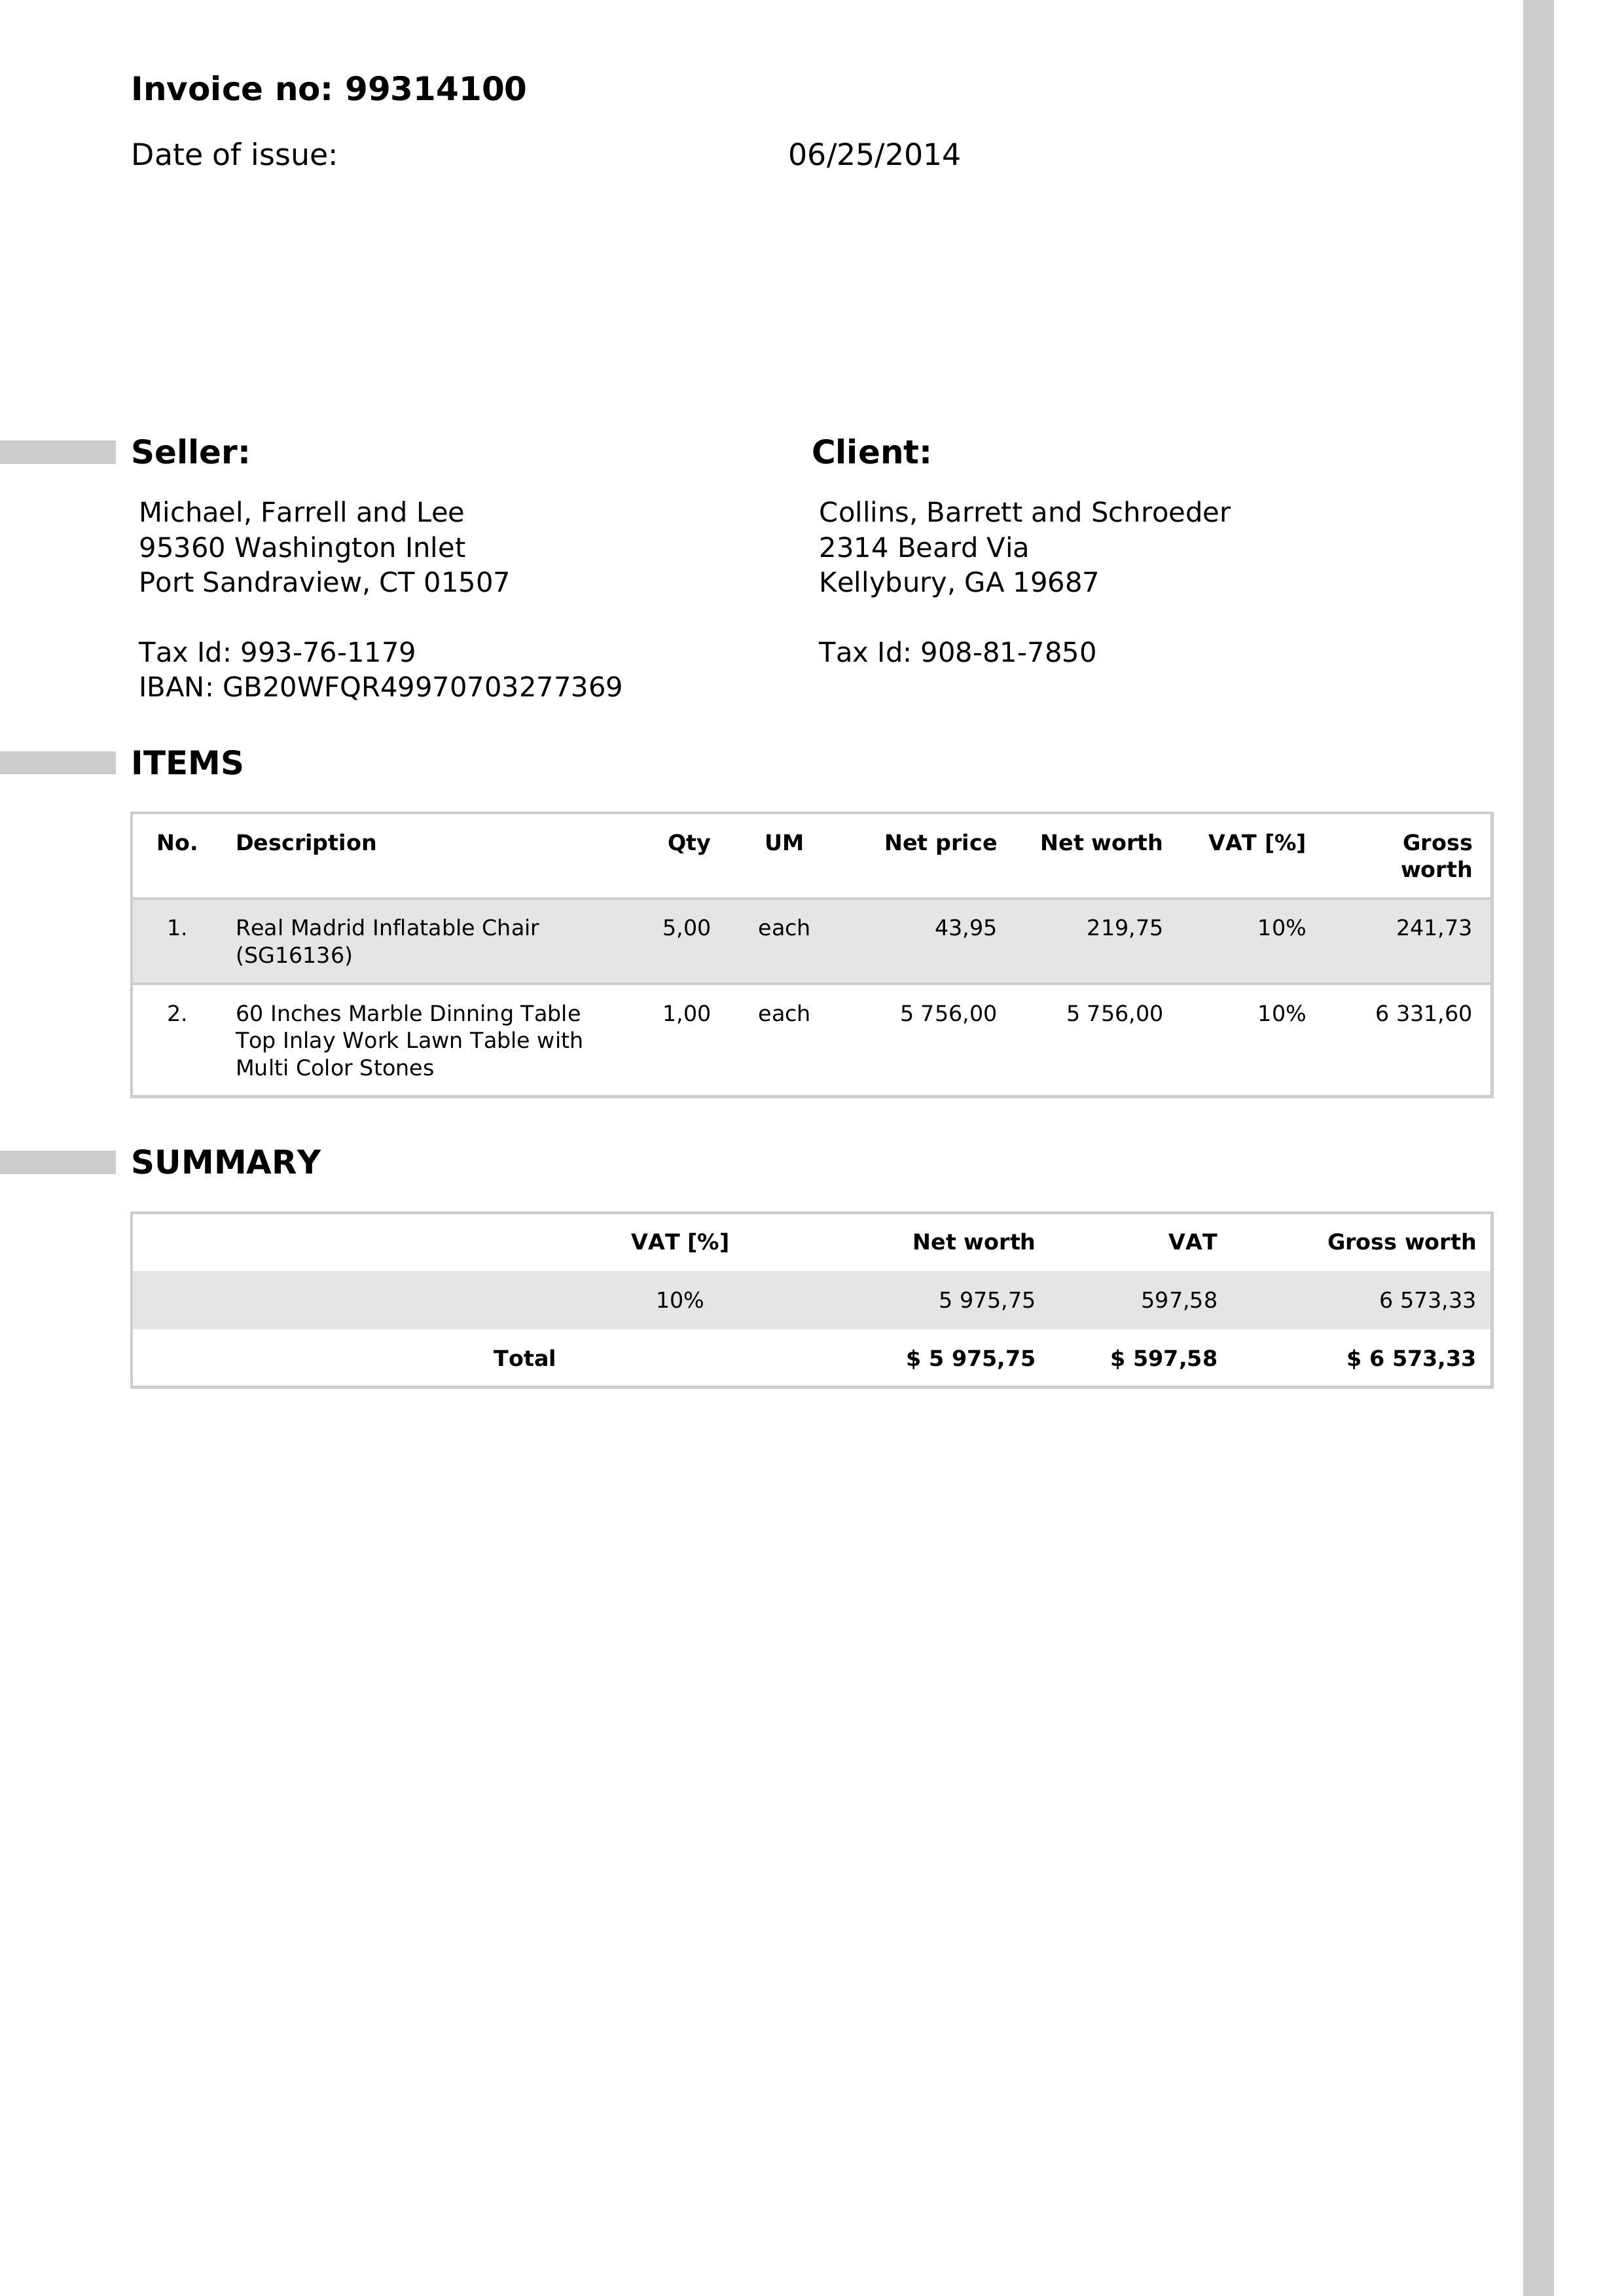 Invoice no: 99314100
Date of issue: 06/25/2014
Seller:
Michael, Farrell and Lee
95360 Washington Inlet
Port Sandraview, CT 01507
Tax Id: 993-76-1179
IBAN: GB20WFQR49970703277369
Client:
Collins, Barrett and Schroeder
2314 Beard Via
Kellybury, GA 19687
Tax Id: 908-81-7850
ITEMS
No. Description Qty UM Net price Net worth VAT [%] Gross
worth
1. Real Madrid Inflatable Chair 5,00 each 43,95 219,75 10% 241,73
(SG16136)
2. 60 Inches Marble Dinning Table 1,00 each 5 756,00 5 756,00 10% 6 331,60
Top Inlay Work Lawn Table with
Multi Color Stones
SUMMARY
VAT [%] Net worth VAT Gross worth
10% 5 975,75 597,58 6 573,33
Total $ 5 975,75 $ 597,58 $ 6 573,33